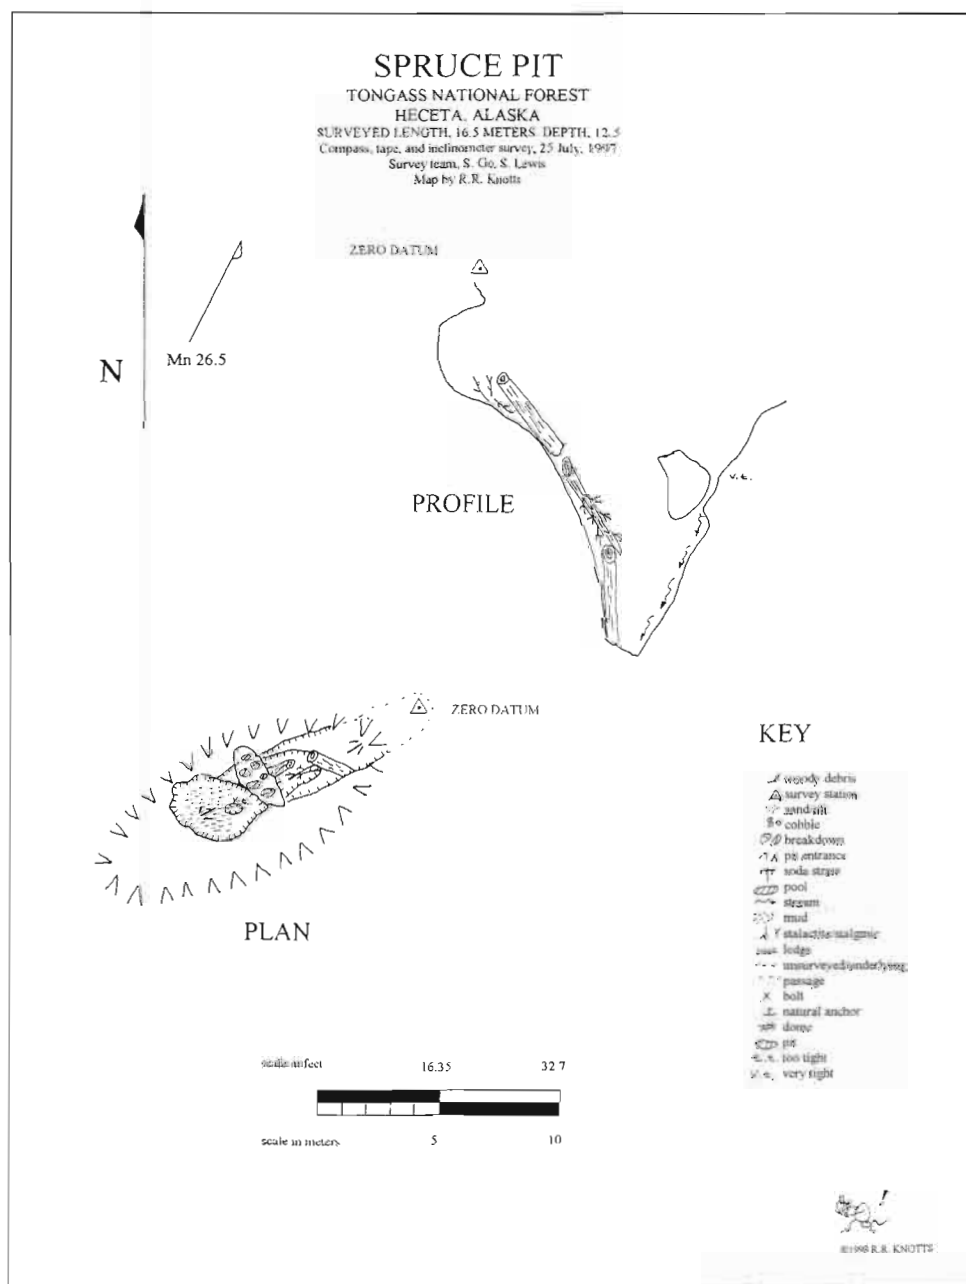 SPRUCE PIT
TONGASS NATIONAL FOREST
HECETA, ALASKA
SURVEYED LENGTH, 16.5 METERS. DEPTH, 12.5
Compass, tape, and inclinometer survey, 25 July, 1997
Survey team, S. Go, S. Lewis
Map by R.R. Knotts
ZERO DATUM
Mn 26.5
N
PROFILE
v.t.
ZERO DATUM
PLAN
KEY
woody debris
survey station
sand/silt
cobble
breakdown
pit entrance
soda straw
pool
stream
mud
stalactite/stalgmite
ledge
unsurveyed/underlying
passage
bolt
natural anchor
dome
pit
t. t. too tight
v. t. very tight
scale in feet 16.35 32.7
scale in meters 5 10
©1998 R.R. KNOTTS